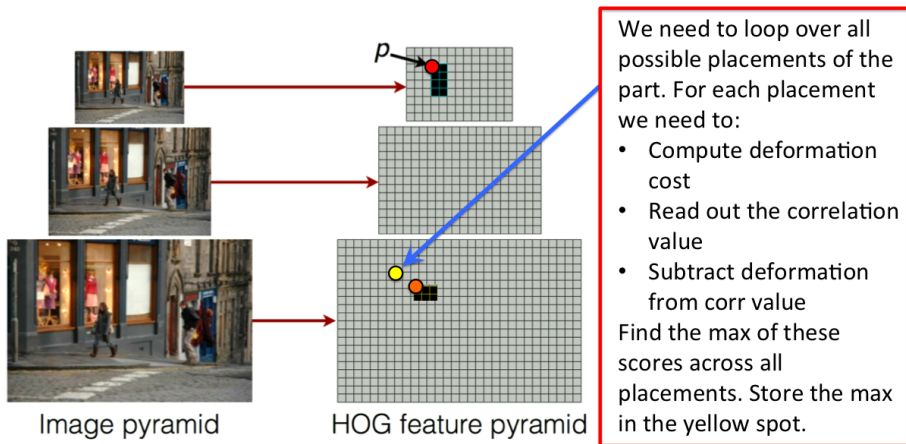 p
Image pyramid
HOG feature pyramid
We need to loop over all
possible placements of the
part. For each placement
we need to:
• Compute deformation
cost
• Read out the correlation
value
• Subtract deformation
from corr value
Find the max of these
scores across all
placements. Store the max
in the yellow spot.